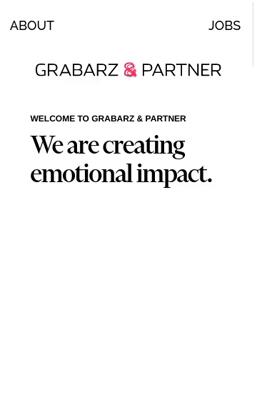 ABOUT JOBS
GRABARZ & PARTNER
WELCOME TO GRABARZ & PARTNER
We are creating
emotional impact.